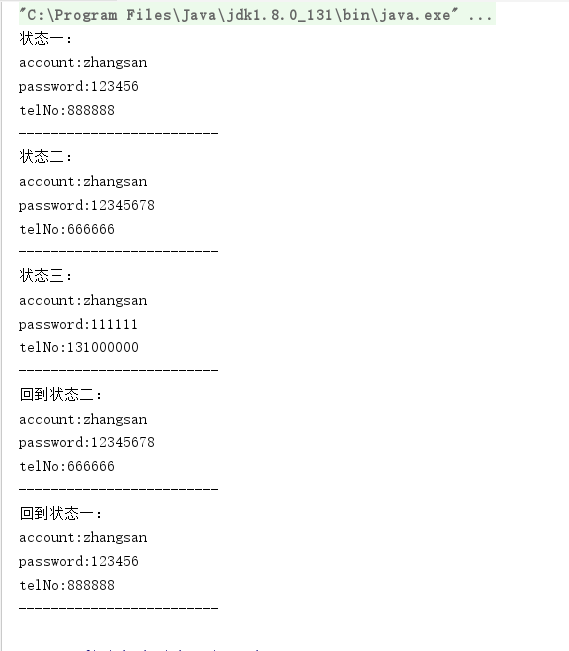 "C:\Program Files\Java\jdk1.8.0_131\bin\java.exe" ...
状态一:
account:zhangsan
password:123456
telNo:888888
-------------------------
状态二:
account:zhangsan
password:12345678
telNo:666666
-------------------------
状态三:
account:zhangsan
password:111111
telNo:131000000
-------------------------
回到状态二:
account:zhangsan
password:12345678
telNo:666666
-------------------------
回到状态一:
account:zhangsan
password:123456
telNo:888888
-------------------------